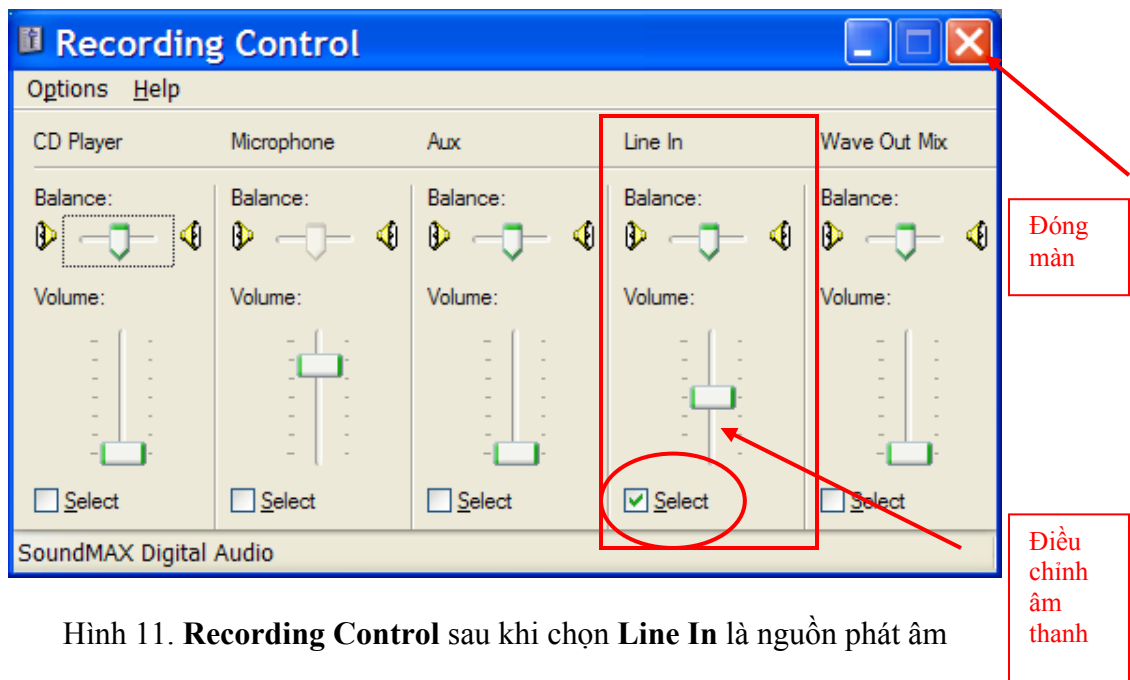 Recording Control
Options Help
CD Player Microphone Aux Line In Wave Out Mix
Balance: Balance: Balance: Balance: Balance:
Đóng
màn
Volume: Volume: Volume: Volume: Volume:
Select Select Select Select Select
SoundMAX Digital Audio
Điều
chỉnh
âm
thanh
Hình 11. Recording Control sau khi chọn Line In là nguồn phát âm